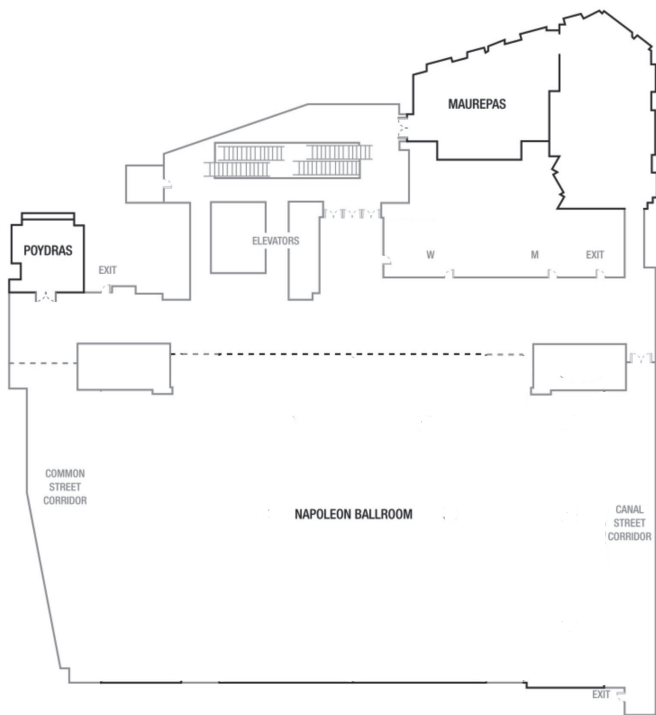 MAUREPAS
ELEVATORS
POYDRAS
EXIT
W
M
EXIT
COMMON
STREET
CORRIDOR
NAPOLEON BALLROOM
CANAL
STREET
CORRIDOR
EXIT